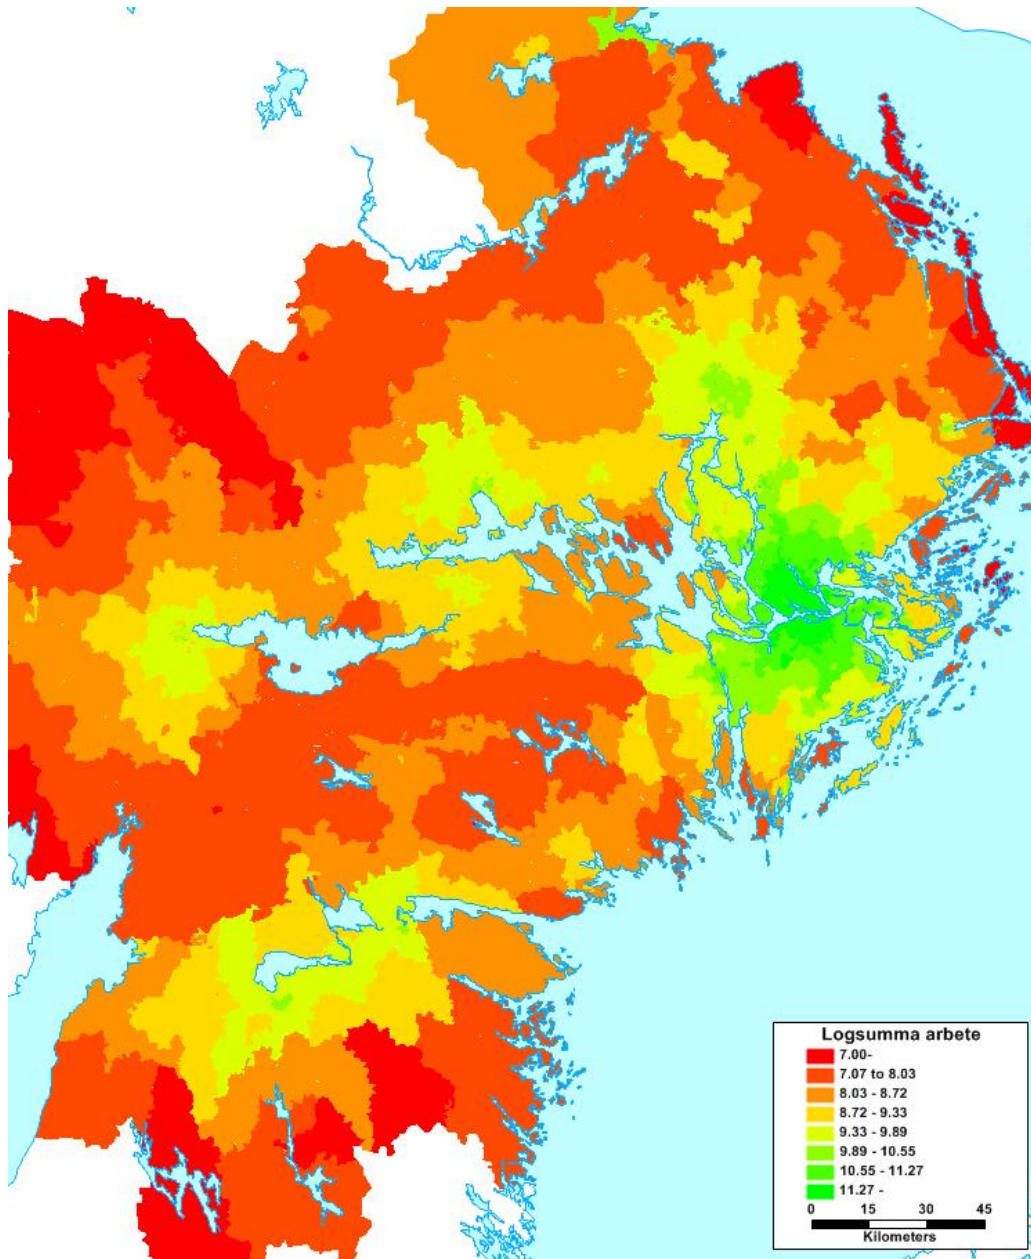 Logsumma arbete
7.00-
7.07 to 8.03
8.03 - 8.72
8.72 - 9.33
9.33 - 9.89
9.89 - 10.55
10.55 - 11.27
11.27 -
0 15 30 45
Kilometers